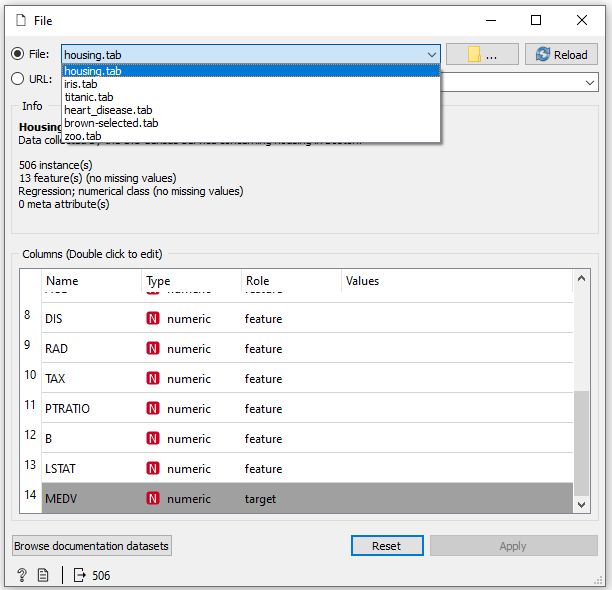 File
File: housing.tab ... Reload
housing.tab
URL: iris.tab
titanic.tab
Info heart_disease.tab
brown-selected.tab
Housing zoo.tab
506 instance(s)
13 feature(s) (no missing values)
Regression; numerical class (no missing values)
0 meta attribute(s)
Columns (Double click to edit)
Name Type Role Values
8 DIS N numeric feature
9 RAD N numeric feature
10 TAX N numeric feature
11 PTRATIO N numeric feature
12 B N numeric feature
13 LSTAT N numeric feature
14 MEDV N numeric target
Browse documentation datasets Reset Apply
? 506